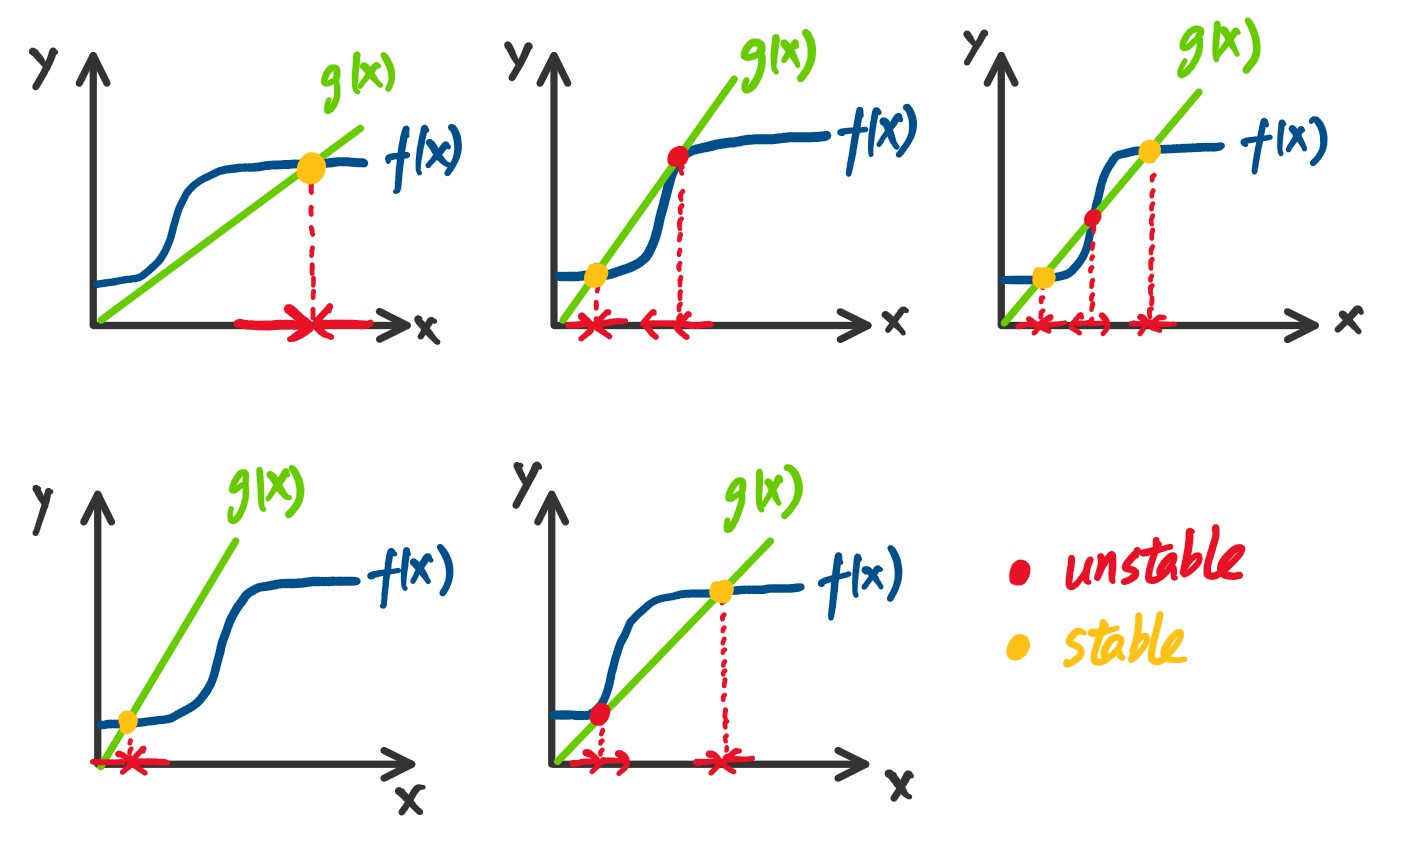 y
g(x)
f(x)
x
y
g(x)
f(x)
x
y
g(x)
f(x)
x
y
g(x)
f(x)
x
y
g(x)
f(x)
x
unstable
stable